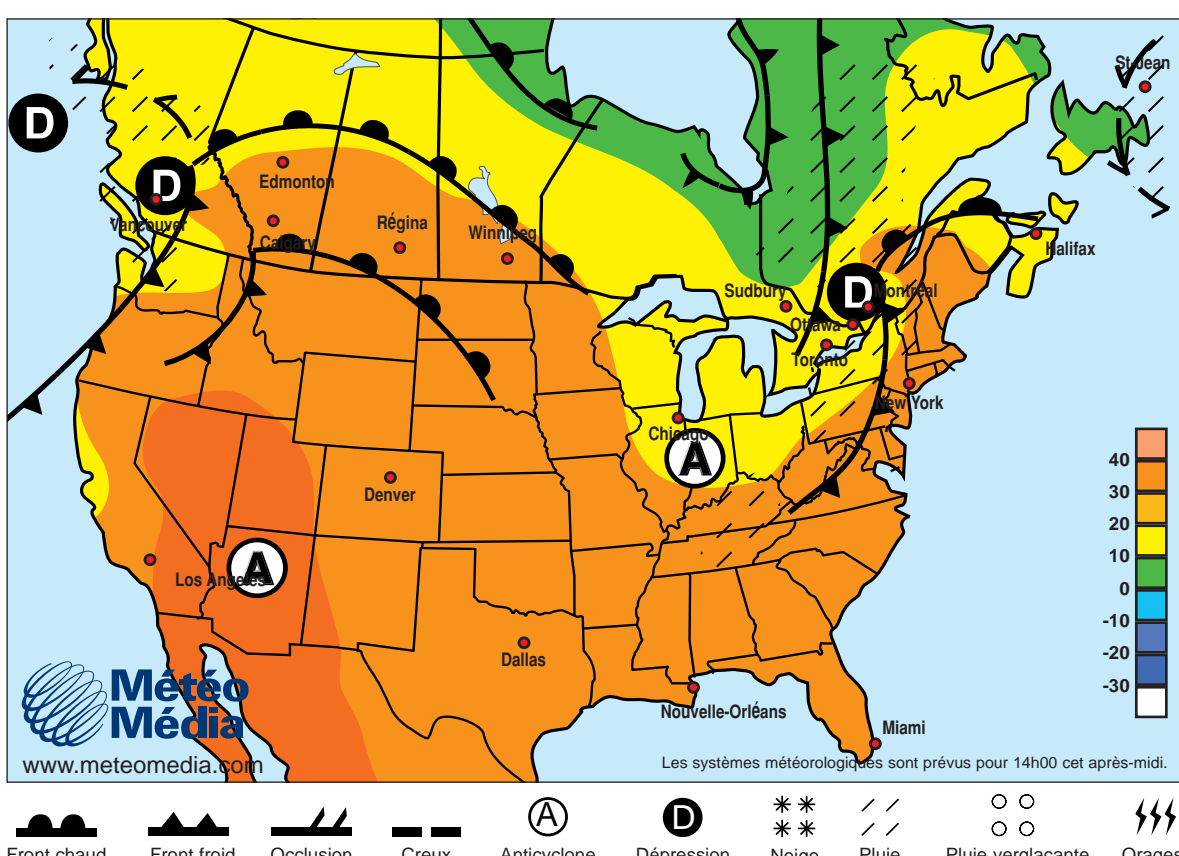 D
St-Jean
D
Edmonton
Vancouver
Calgary
Régina
Winnipeg
Halifax
Sudbury
D
Montréal
Ottawa
Toronto
New York
Chicago
A
Denver
A
Los Angeles
Dallas
Nouvelle-Orléans
Miami
40
30
20
10
0
-10
-20
-30
Météo
Média
www.meteomedia.com
Les systèmes météorologiques sont prévus pour 14h00 cet après-midi.
A
D
Front chaud
Front froid
Occlusion
Creux
Anticyclone
Dépression
Neige
Pluie
Pluie verglaçante
Orages